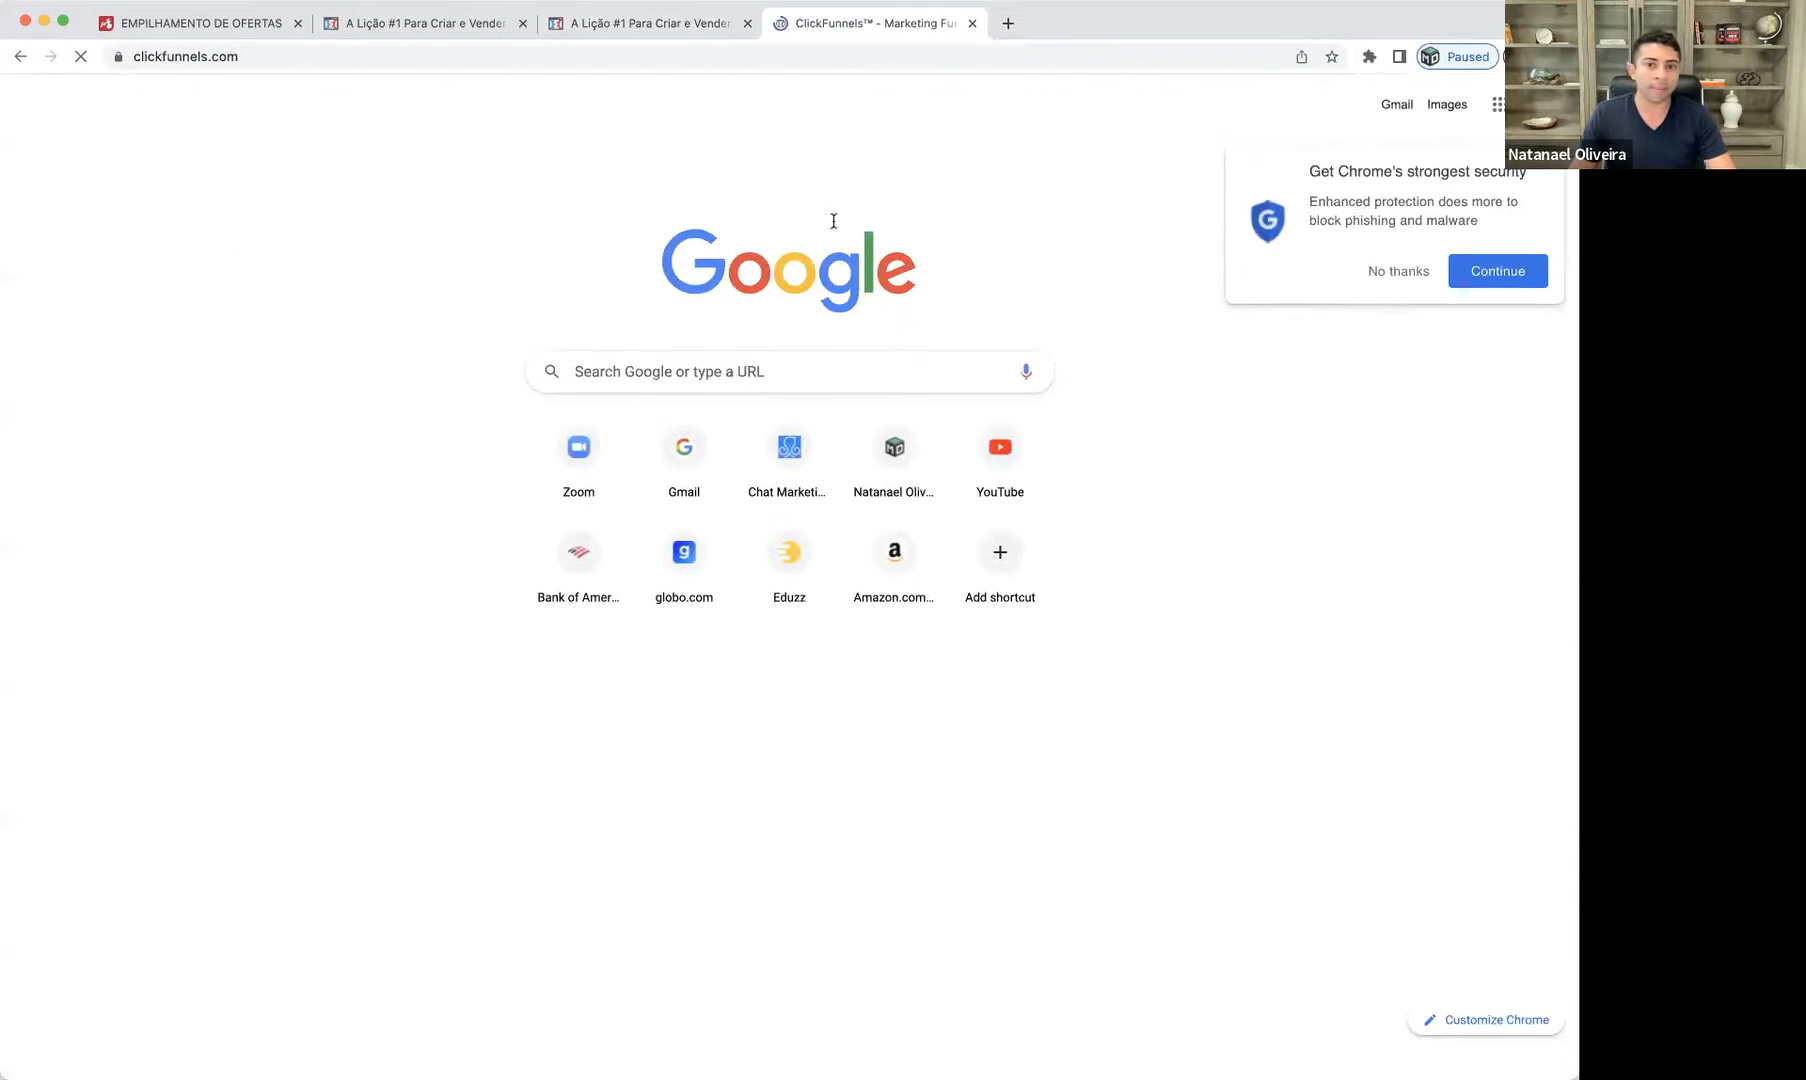 EMPILHAMENTO DE OFERTAS
A Lição #1 Para Criar e Vender
A Lição #1 Para Criar e Vender
ClickFunnels™ - Marketing Fu
clickfunnels.com
Paused
Gmail
Images
Natanael Oliveira
Get Chrome's strongest security
Enhanced protection does more to
block phishing and malware
No thanks
Continue
Google
Search Google or type a URL
Zoom
Gmail
Chat Marketi...
Natanael Oliv...
YouTube
Bank of Amer...
globo.com
Eduzz
Amazon.com...
Add shortcut
Customize Chrome